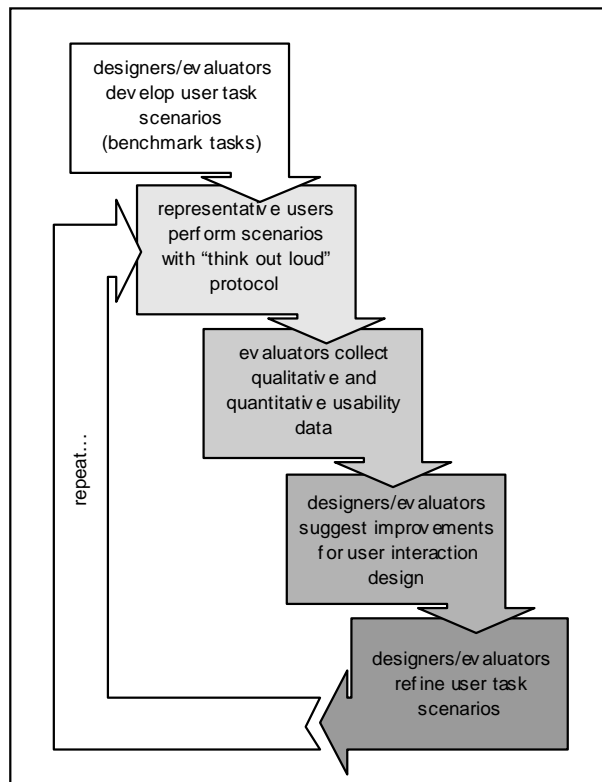 designers/evaluators
develop user task
scenarios
(benchmark tasks)
representative users
perform scenarios
with “think out loud”
protocol
evaluators collect
qualitative and
quantitative usability
data
designers/evaluators
suggest improvements
for user interaction
design
designers/evaluators
refine user task
scenarios
repeat...